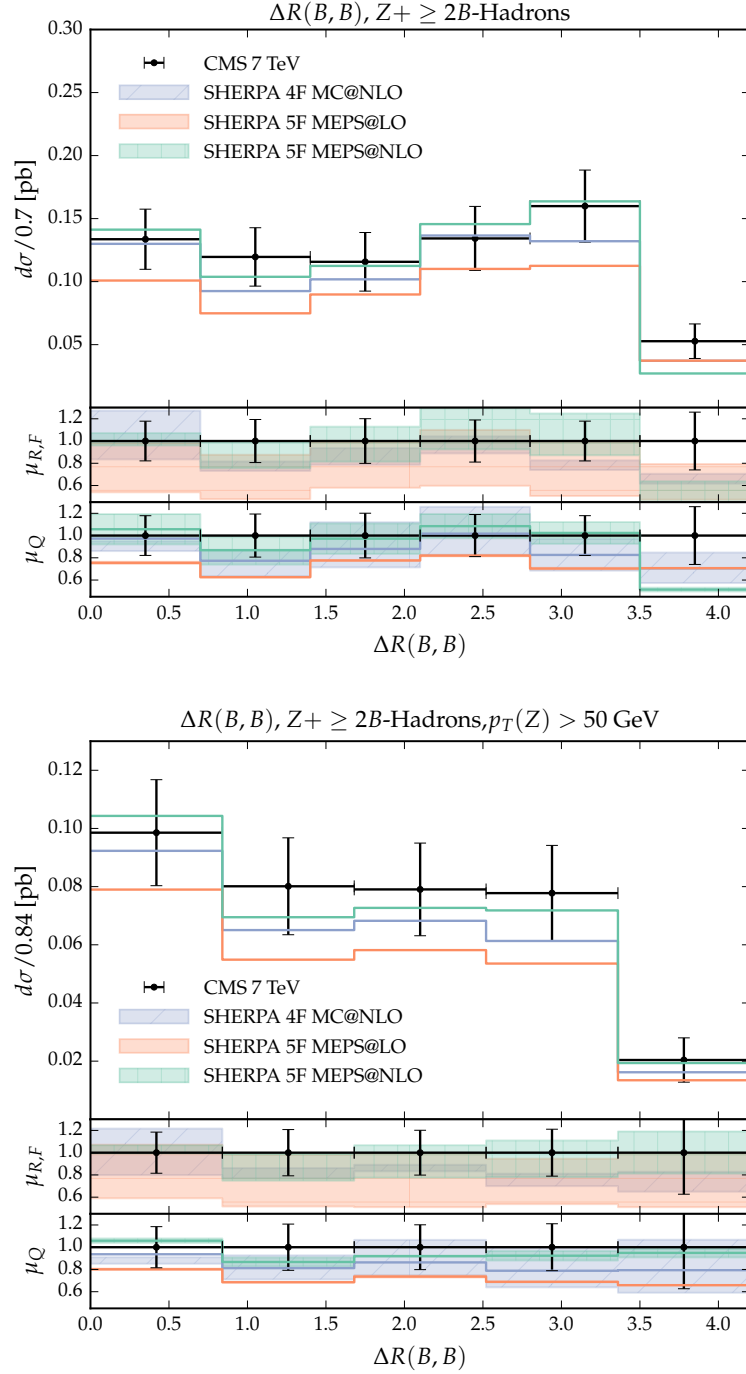 ΔR(B, B), Z+ ≥ 2B-Hadrons
0.30
0.25
0.20
0.15
0.10
0.05
dσ/0.7 [pb]
CMS 7 TeV
SHERPA 4F MC@NLO
SHERPA 5F MEPS@LO
SHERPA 5F MEPS@NLO
1.2
1.0
0.8
0.6
μR,F
1.2
1.0
0.8
0.6
μQ
0.0 0.5 1.0 1.5 2.0 2.5 3.0 3.5 4.0
ΔR(B, B)
ΔR(B, B), Z+ ≥ 2B-Hadrons,pT(Z) > 50 GeV
0.12
0.10
0.08
0.06
0.04
0.02
dσ/0.84 [pb]
CMS 7 TeV
SHERPA 4F MC@NLO
SHERPA 5F MEPS@LO
SHERPA 5F MEPS@NLO
1.2
1.0
0.8
0.6
μR,F
1.2
1.0
0.8
0.6
μQ
0.0 0.5 1.0 1.5 2.0 2.5 3.0 3.5 4.0
ΔR(B, B)